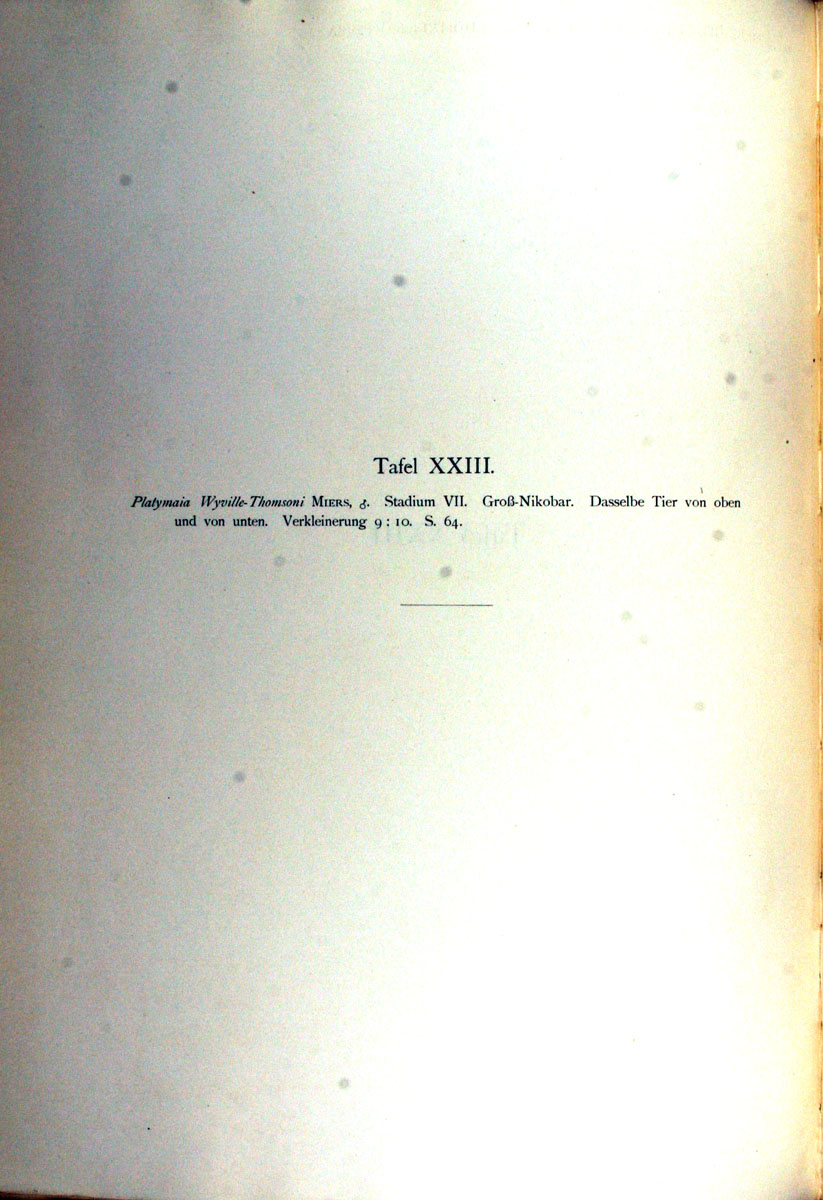 Tafel XXIII.
Platymaia Wyville-Thomsoni MIERS, ♂. Stadium VII. Groß-Nikobar. Dasselbe Tier von oben
und von unten. Verkleinerung 9 : 10. S. 64.